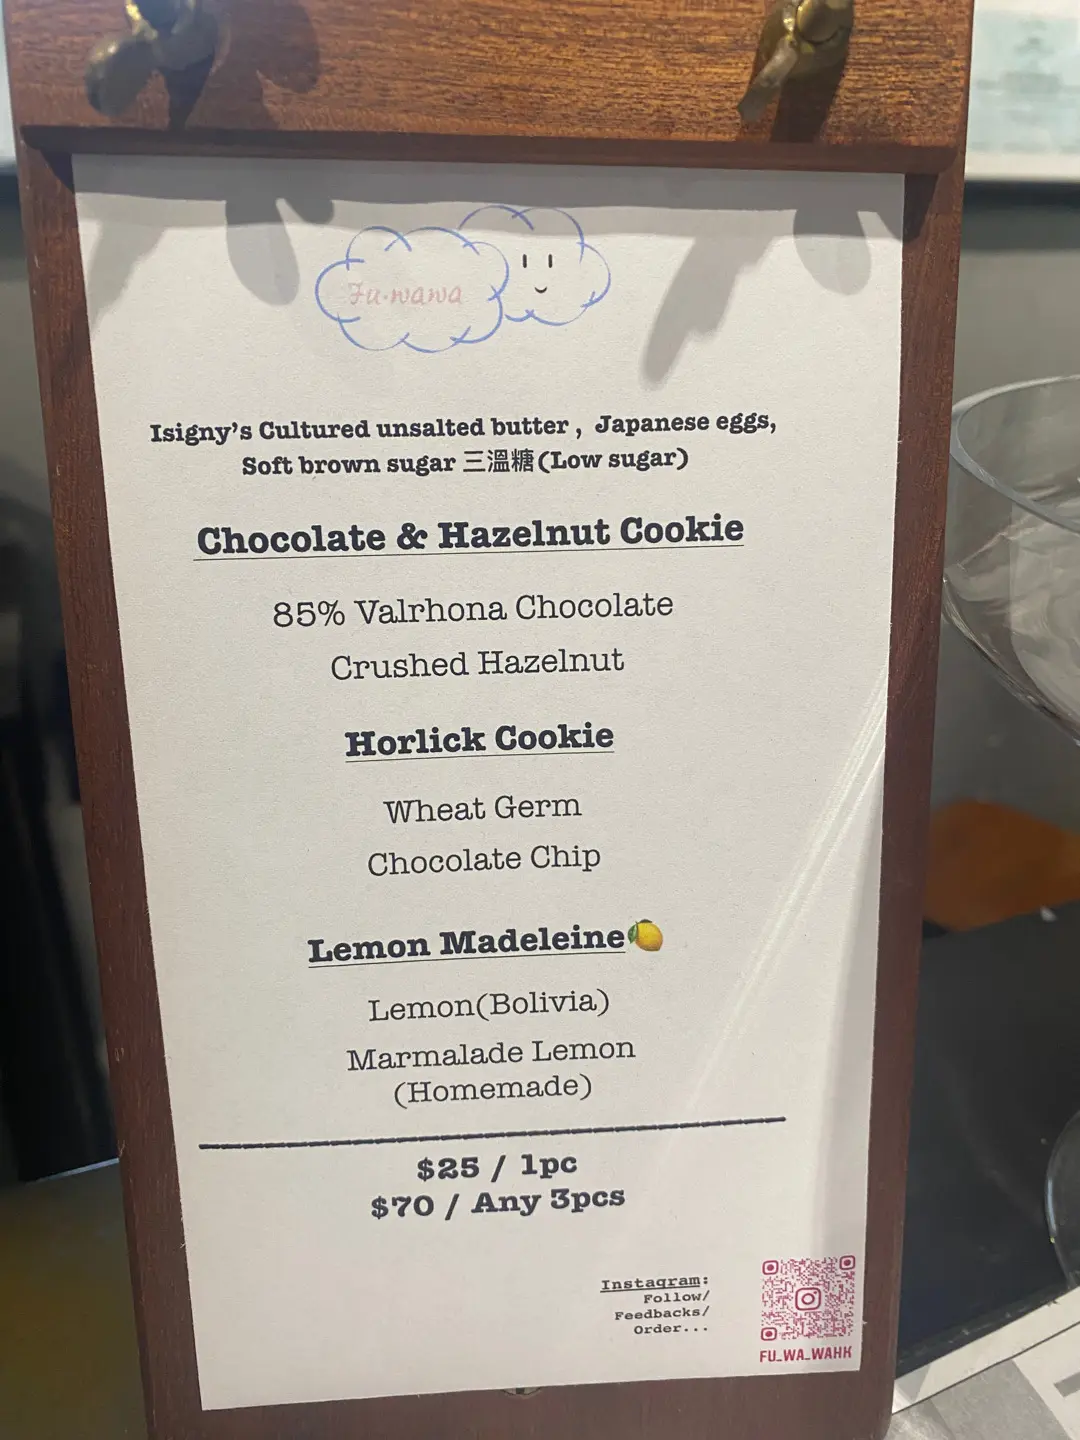 Fu·wawa
Isigny's Cultured unsalted butter , Japanese eggs,
Soft brown sugar 三溫糖(Low sugar)
Chocolate & Hazelnut Cookie
85% Valrhona Chocolate
Crushed Hazelnut
Horlick Cookie
Wheat Germ
Chocolate Chip
Lemon Madeleine🍋
Lemon(Bolivia)
Marmalade Lemon
(Homemade)
$25 / 1pc
$70 / Any 3pcs
Instagram:
Follow/
Feedbacks/
Order...
FU_WA_WAHK